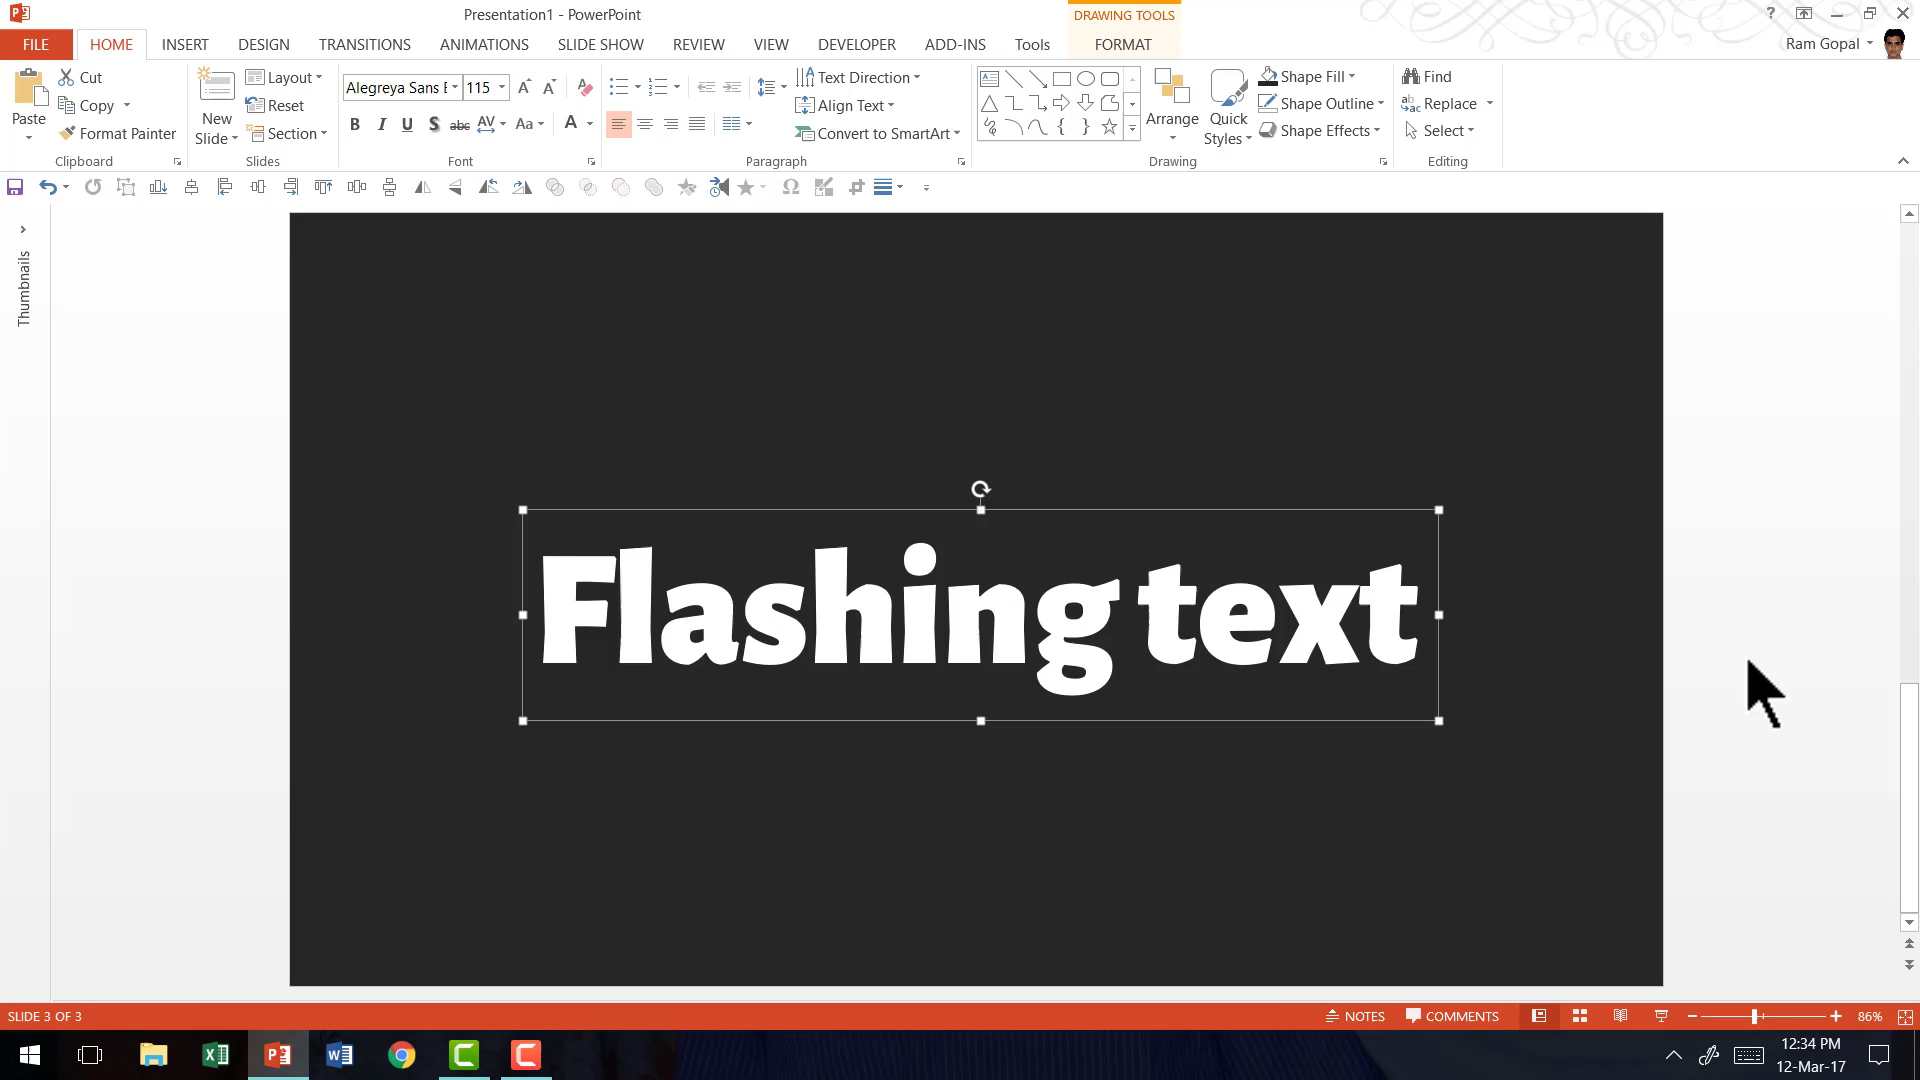 Presentation1 - PowerPoint
DRAWING TOOLS
?
FILE
HOME
INSERT
DESIGN
TRANSITIONS
ANIMATIONS
SLIDE SHOW
REVIEW
VIEW
DEVELOPER
ADD-INS
Tools
FORMAT
Ram Gopal
Paste
Cut
Copy
Format Painter
Clipboard
New
Slide
Layout
Reset
Section
Slides
Alegreya Sans E
115
Font
Text Direction
Align Text
Convert to SmartArt
Paragraph
Arrange
Quick
Styles
Shape Fill
Shape Outline
Shape Effects
Drawing
Find
Replace
Select
Editing
Thumbnails
Flashing text
SLIDE 3 OF 3
NOTES
COMMENTS
86%
12:34 PM
12-Mar-17